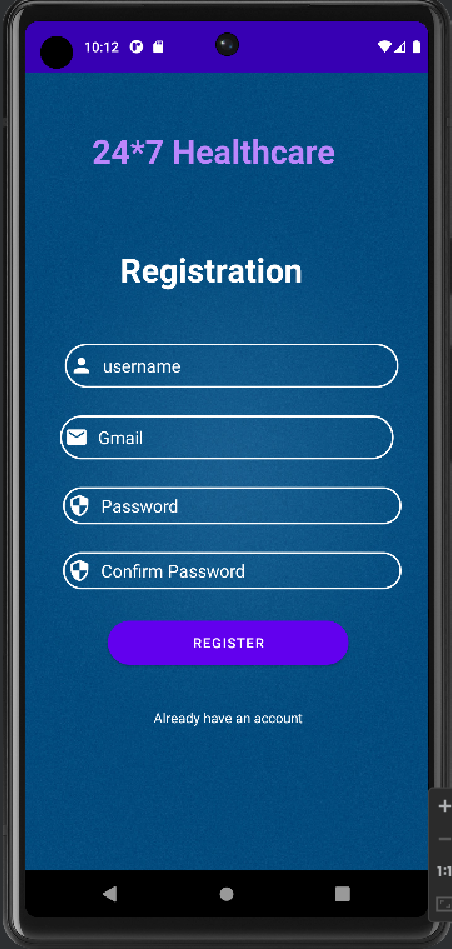 10:12
24*7 Healthcare
Registration
username
Gmail
Password
Confirm Password
REGISTER
Already have an account
1:1